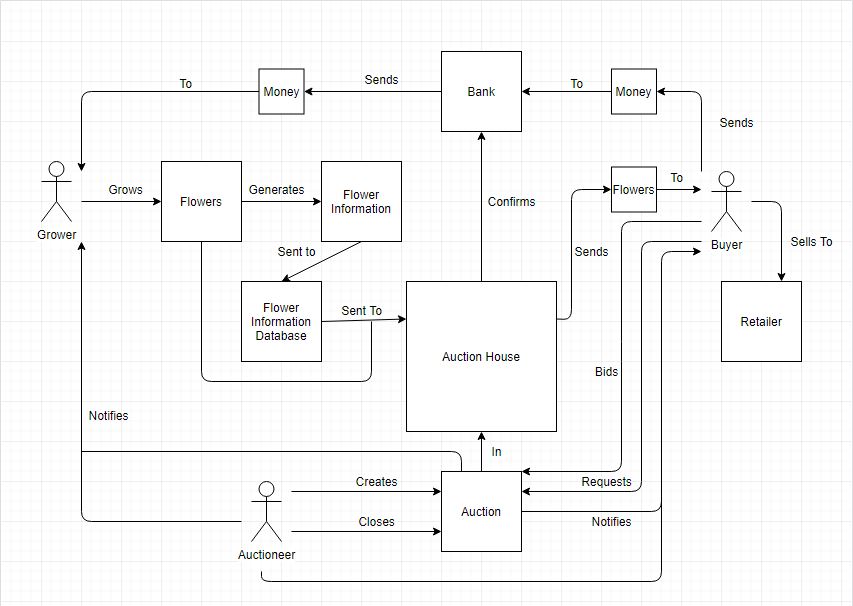 To
Money
Sends
Bank
To
Money
Sends
Grower
Grows
Flowers
Generates
Flower
Information
Confirms
Flowers
To
Buyer
Sells To
Sent to
Sends
Flower
Information
Database
Sent To
Auction House
Retailer
Bids
Notifies
In
Creates
Requests
Auctioneer
Closes
Auction
Notifies